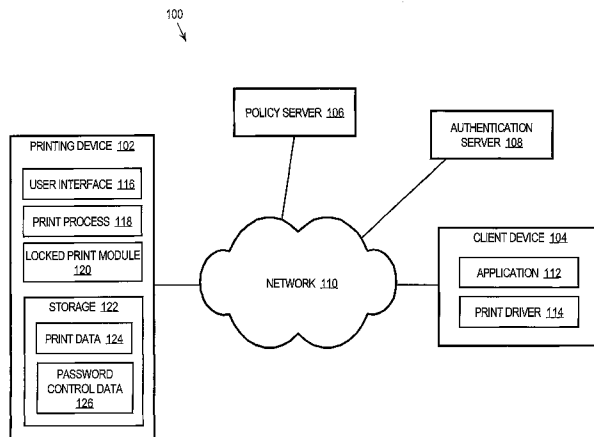 100
POLICY SERVER 106
AUTHENTICATION
SERVER 108
PRINTING DEVICE 102
USER INTERFACE 116
PRINT PROCESS 118
LOCKED PRINT MODULE
120
STORAGE 122
PRINT DATA 124
PASSWORD
CONTROL DATA
126
NETWORK 110
CLIENT DEVICE 104
APPLICATION 112
PRINT DRIVER 114